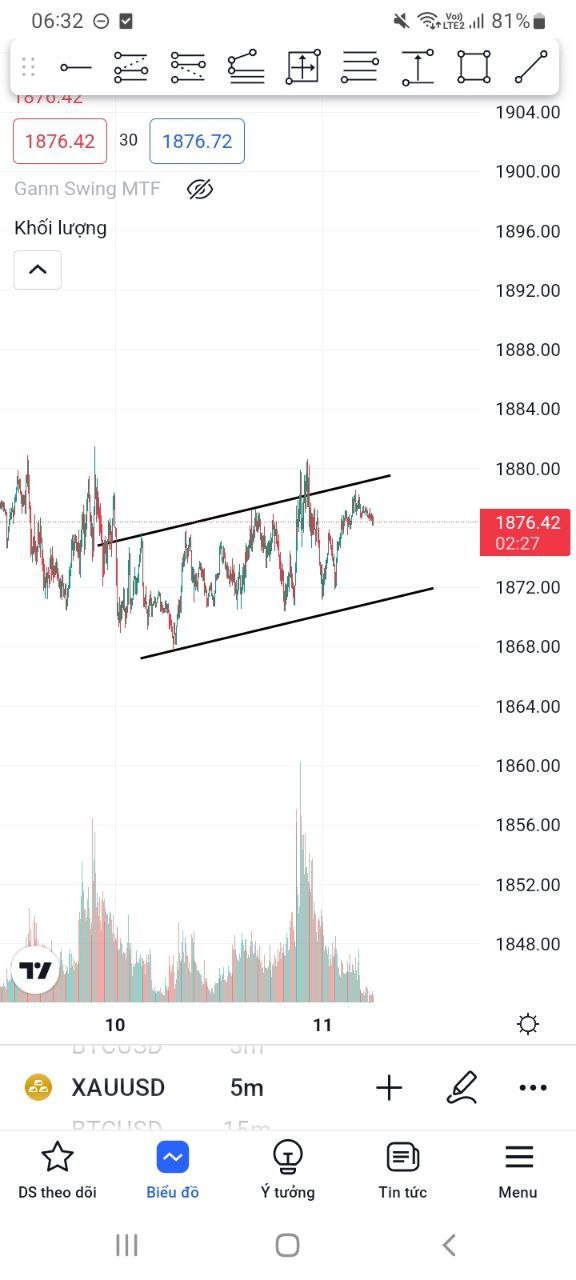 06:32 Vo)) LTE2 81%
1876.42
1904.00
1876.42 30 1876.72
1900.00
Gann Swing MTF
Khối lượng
1896.00
1892.00
1888.00
1884.00
1880.00
1876.42
02:27
1872.00
1868.00
1864.00
1860.00
1856.00
1852.00
1848.00
10 11
BTCUSD 3m
XAUUSD 5m
BTCUSD 15m
DS theo dõi Biểu đồ Ý tưởng Tin tức Menu